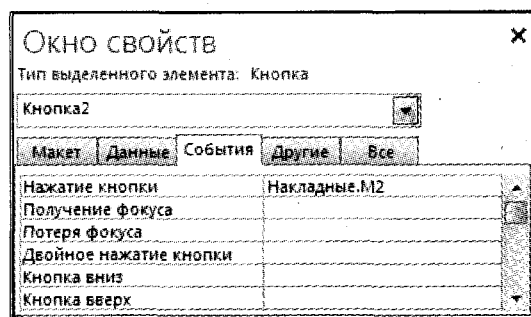 Окно свойств
Тип выделенного элемента: Кнопка
Кнопка2
Макет Данные События Другие Все
Нажатие кнопки Накладные.М2
Получение фокуса
Потеря фокуса
Двойное нажатие кнопки
Кнопка вниз
Кнопка вверх